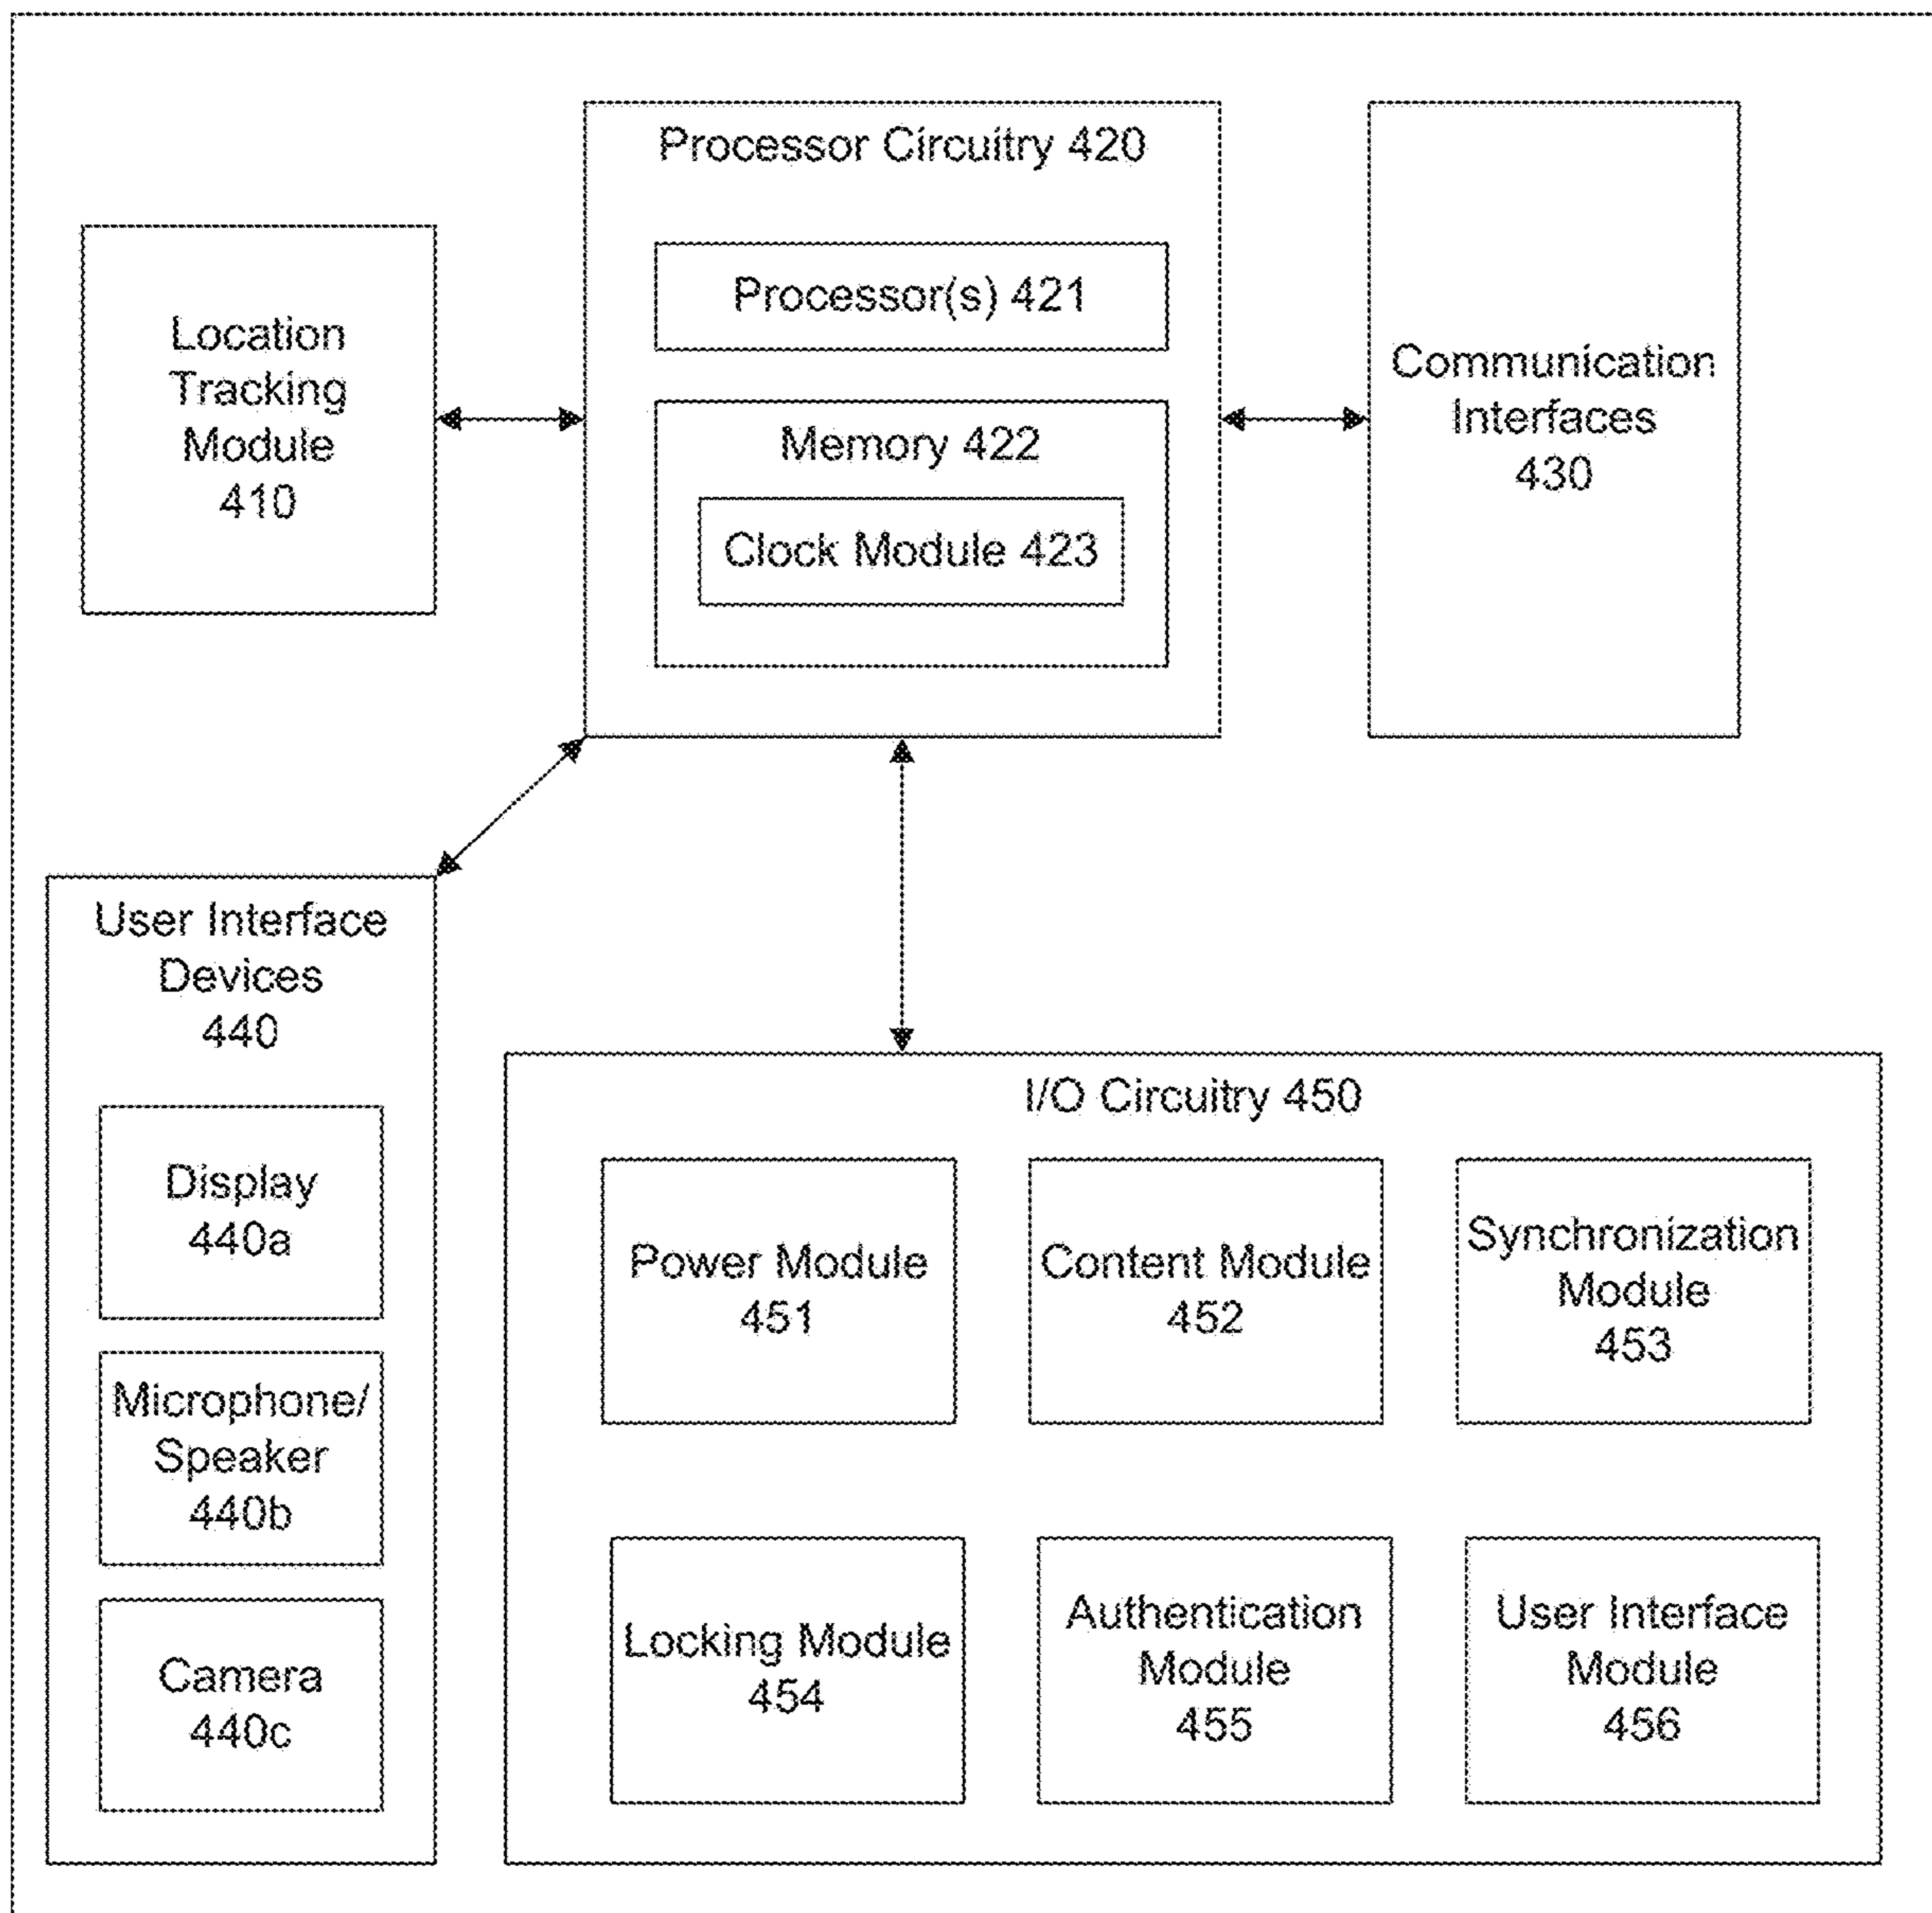 Processor Circuitry 420
Processor(s) 421
Memory 422
Clock Module 423
Location
Tracking
Module
410
Communication
Interfaces
430
User Interface
Devices
440
Display
440a
Microphone/
Speaker
440b
Camera
440c
I/O Circuitry 450
Power Module
451
Content Module
452
Synchronization
Module
453
Locking Module
454
Authentication
Module
455
User Interface
Module
456